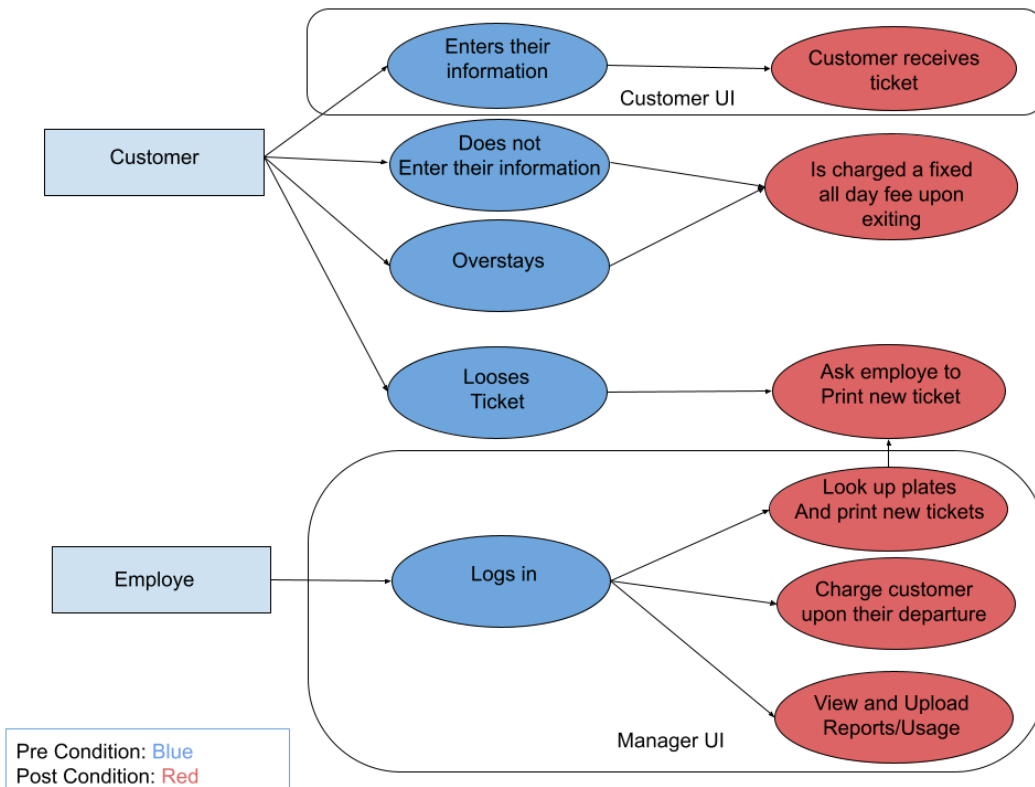 Enters their
information
Customer receives
ticket
Customer UI
Customer
Does not
Enter their information
Is charged a fixed
all day fee upon
exiting
Overstays
Looses
Ticket
Ask employe to
Print new ticket
Look up plates
And print new tickets
Employe
Logs in
Charge customer
upon their departure
View and Upload
Reports/Usage
Manager UI
Pre Condition: Blue
Post Condition: Red